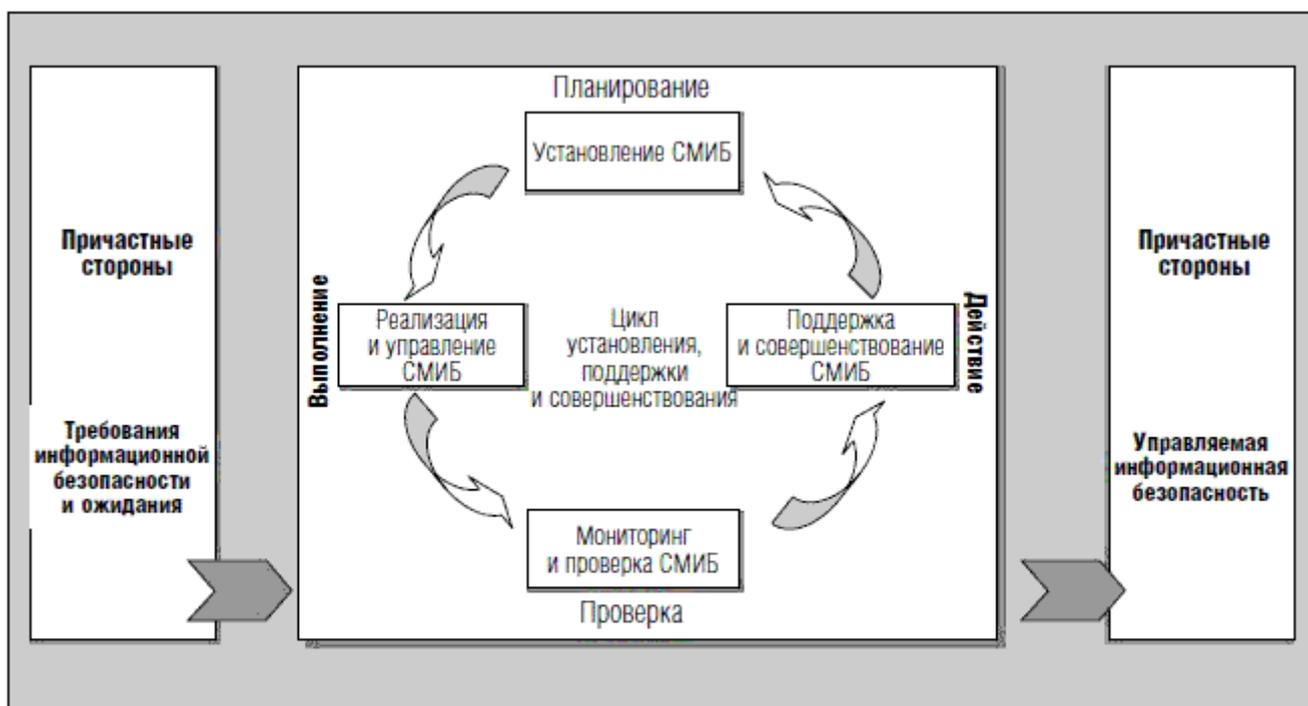 Причастные
стороны
Требования
информационной
безопасности
и ожидания
Планирование
Установление СМИБ
Выполнение
Реализация
и управление
СМИБ
Цикл
установления,
поддержки
и совершенствования
Поддержка
и совершенствование
СМИБ
Действие
Мониторинг
и проверка СМИБ
Проверка
Причастные
стороны
Управляемая
информационная
безопасность